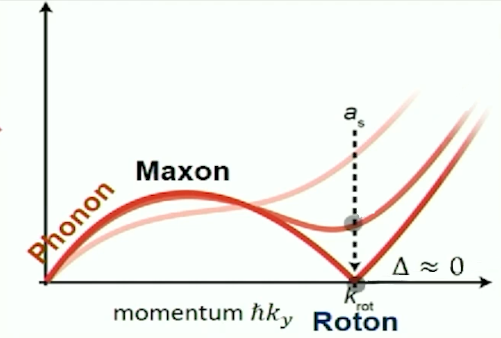 a_s
Maxon
Phonon
Δ ≈ 0
k_rot
momentum ħk_y
Roton